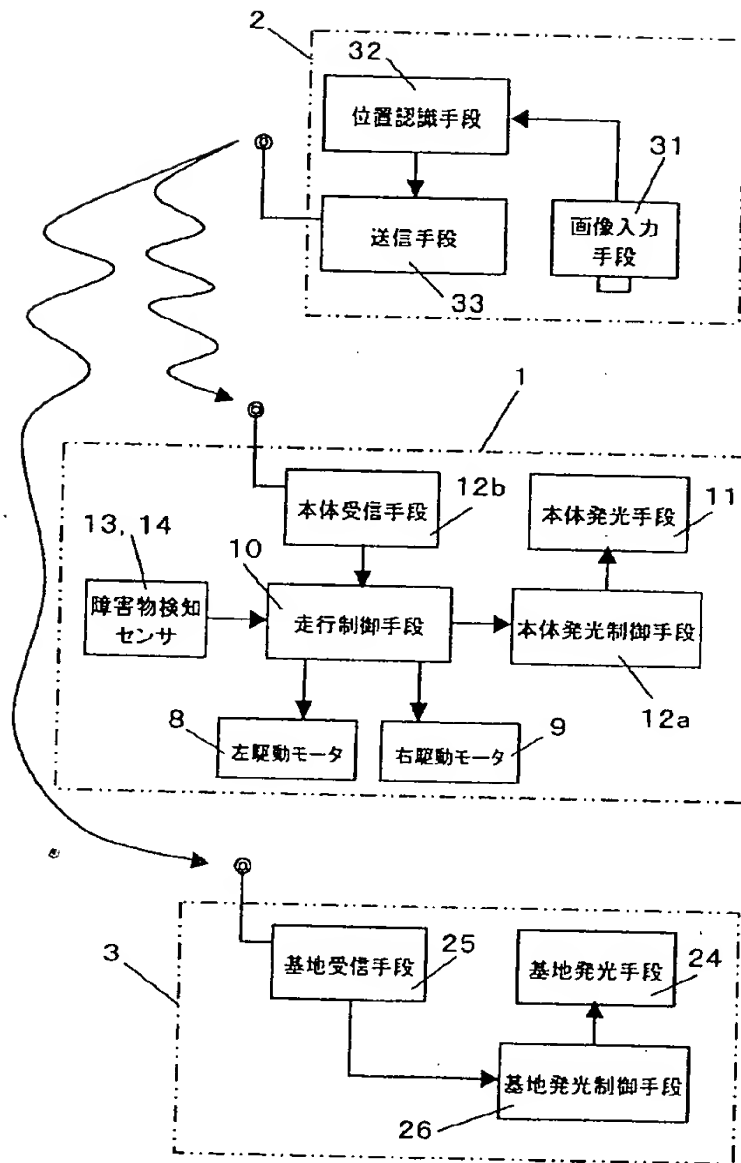 2
32
位置認識手段
31
送信手段
画像入力
手段
33
1
本体受信手段
12b
本体発光手段
11
13, 14
10
障害物検知
センサ
走行制御手段
本体発光制御手段
12a
8
左駆動モータ
右駆動モータ
9
3
基地受信手段
25
基地発光手段
24
基地発光制御手段
26